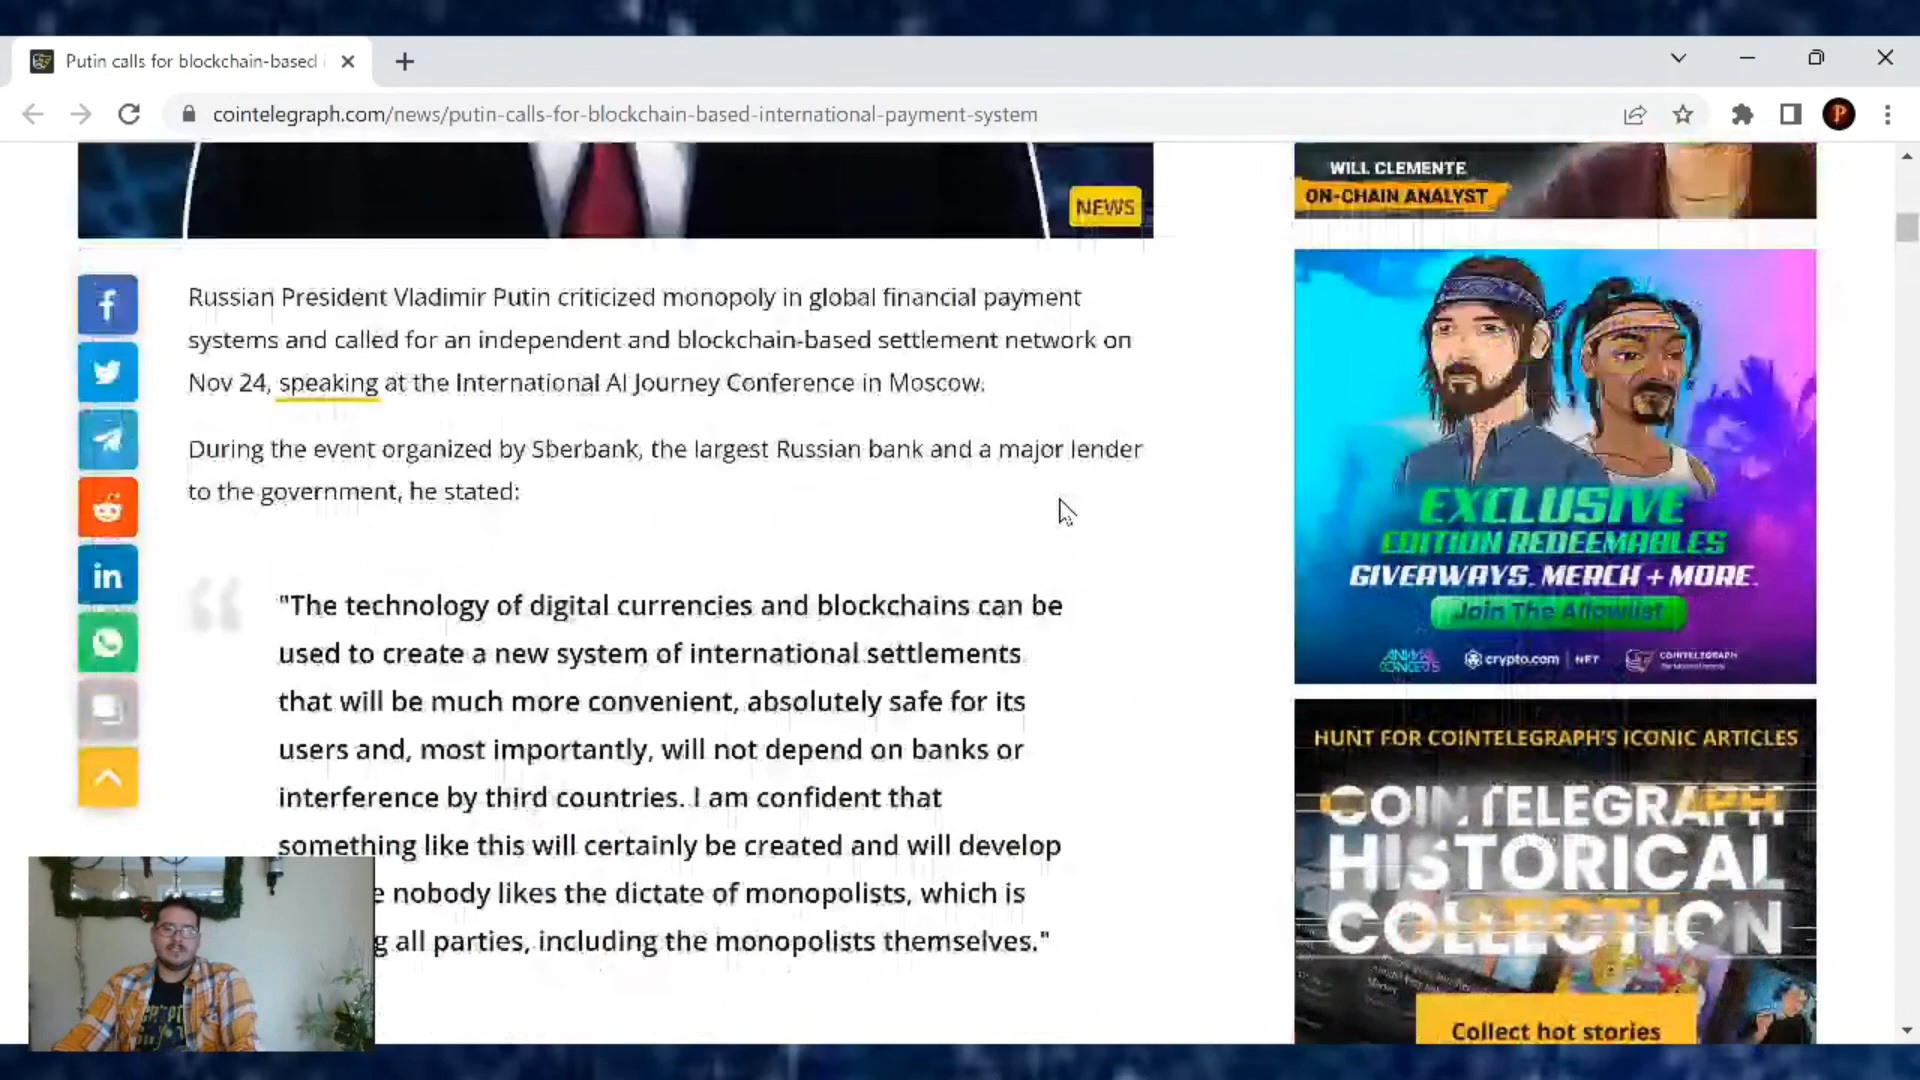 Putin calls for blockchain-based i
cointelegraph.com/news/putin-calls-for-blockchain-based-international-payment-system
P
NEWS
Russian President Vladimir Putin criticized monopoly in global financial payment
systems and called for an independent and blockchain-based settlement network on
Nov 24, speaking at the International AI Journey Conference in Moscow.
During the event organized by Sberbank, the largest Russian bank and a major lender
to the government, he stated:
"The technology of digital currencies and blockchains can be
used to create a new system of international settlements
that will be much more convenient, absolutely safe for its
users and, most importantly, will not depend on banks or
interference by third countries. I am confident that
something like this will certainly be created and will develop
e nobody likes the dictate of monopolists, which is
g all parties, including the monopolists themselves."
WILL CLEMENTE
ON-CHAIN ANALYST
EXCLUSIVE
EDITION REDEEMABLES
GIVEAWAYS. MERCH + MORE.
Join The Allowlist
ANIMAL CONCERTS crypto.com | NFT COINTELEGRAPH
HUNT FOR COINTELEGRAPH'S ICONIC ARTICLES
COINTELEGRAPH
HISTORICAL
COLLECTION
Collect hot stories